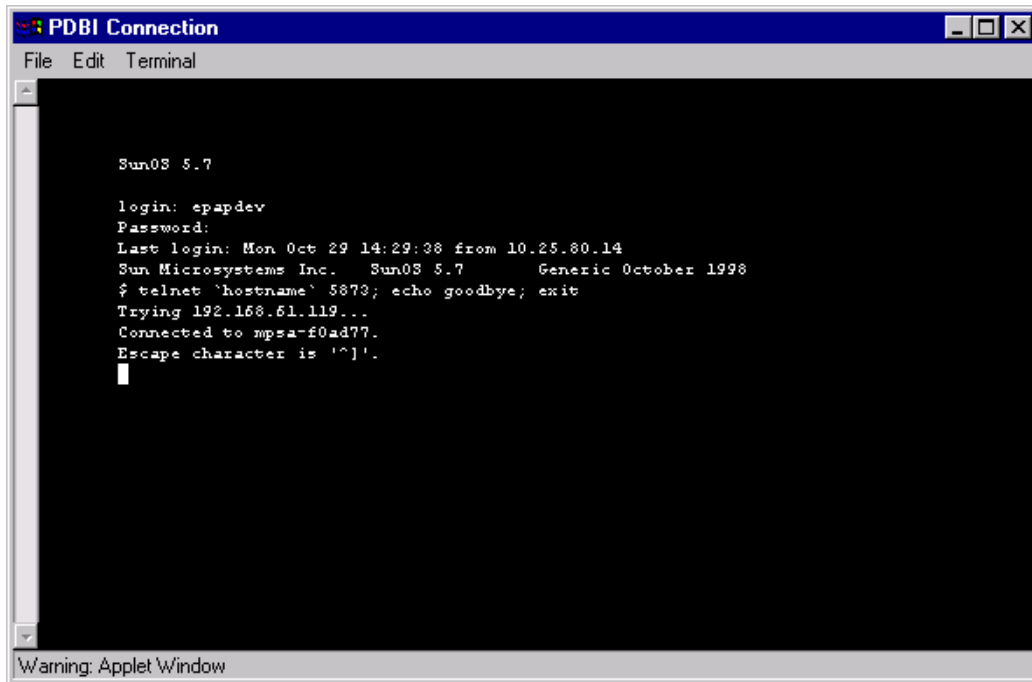 PDBI Connection
File Edit Terminal
SunOS 5.7
login: epapdev
Password:
Last login: Mon Oct 29 14:29:38 from 10.25.80.14
Sun Microsystems Inc.   SunOS 5.7       Generic October 1998
$ telnet `hostname` 5873; echo goodbye; exit
Trying 192.168.61.119...
Connected to mpsa-f0ad77.
Escape character is '^]'.
Warning: Applet Window